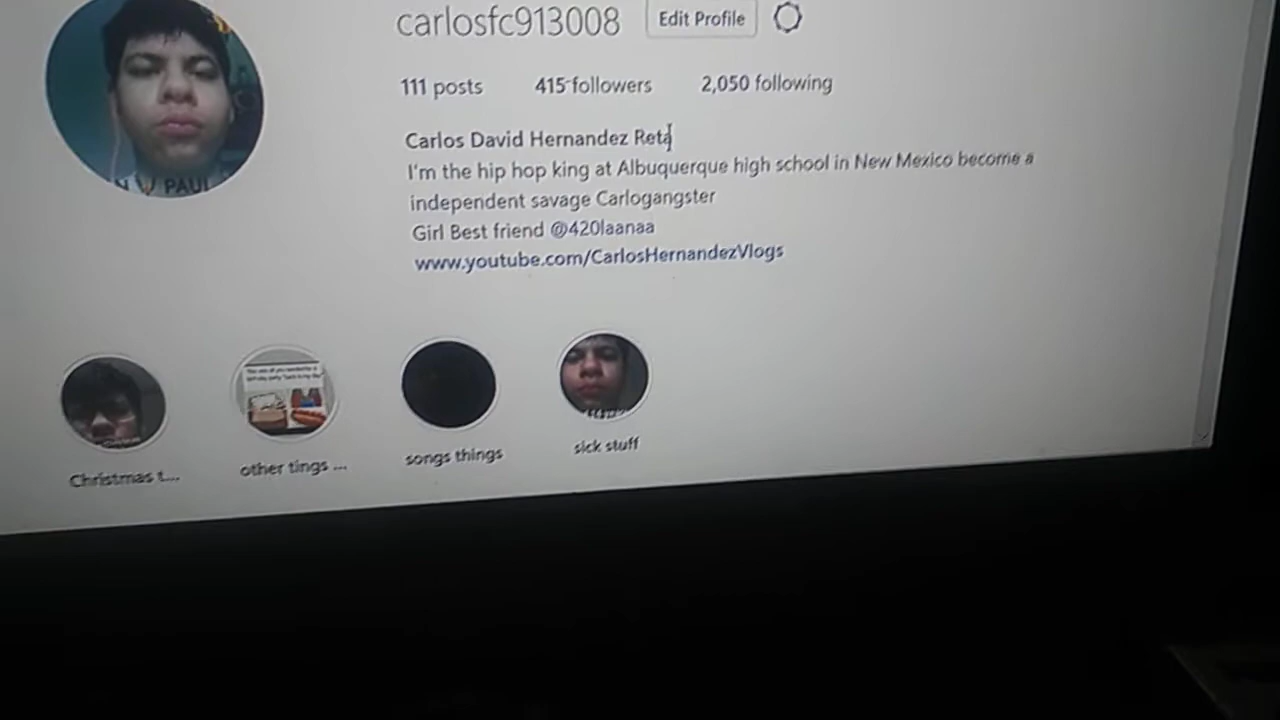 carlosfc913008 Edit Profile
111 posts 415 followers 2,050 following
Carlos David Hernandez Reta
I'm the hip hop king at Albuquerque high school in New Mexico become a
independent savage Carlogangster
Girl Best friend @420laanaa
www.youtube.com/CarlosHernandezVlogs
PAUL
Christmas t... other tings ... songs things sick stuff